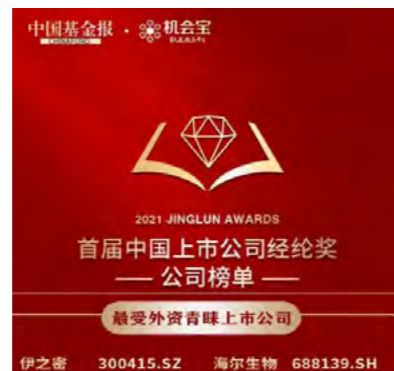 中国基金报 · 机会宝
CHINAFUND
2021 JINGLUN AWARDS
首届中国上市公司经纶奖
— 公司榜单 —
最受外资青睐上市公司
伊之密 300415.SZ 海尔生物 688139.SH